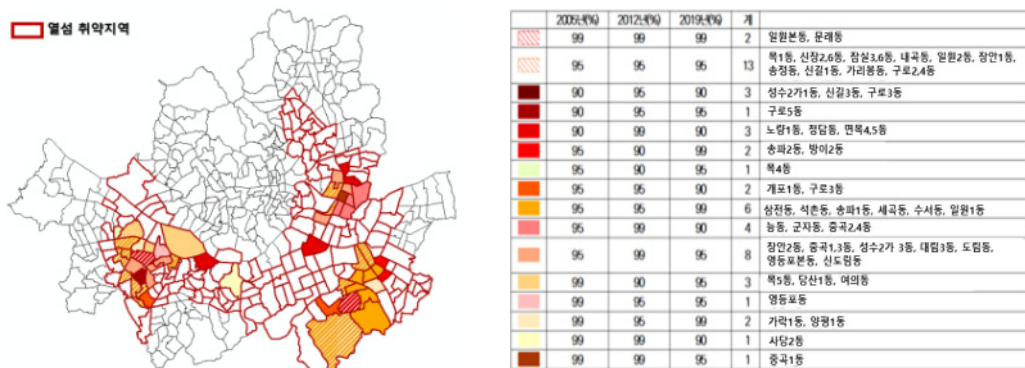 열섬 취약지역
2005년(%) 2012년(%) 2019년(%) 계
99 99 99 2 일원본동, 문래동
95 95 95 13 목1동, 신정2,6동, 잠실3,6동, 내곡동, 일원2동, 장안1동,
송정동, 신길1동, 가리봉동, 구로2,4동
90 95 90 3 성수2가1동, 신길3동, 구로3동
90 95 95 1 구로5동
90 99 90 3 노량1동, 청담동, 면목4,5동
95 90 99 2 송파2동, 방이2동
95 90 95 1 목4동
95 95 90 2 개포1동, 구로3동
95 95 99 6 삼전동, 석촌동, 송파1동, 세곡동, 수서동, 일원1동
95 99 90 4 능동, 군자동, 중곡2,4동
95 99 95 8 장안2동, 중곡1,3동, 성수2가 3동, 대림3동, 도림동,
영등포본동, 신도림동
99 90 95 3 목5동, 당산1동, 여의동
99 95 95 1 영등포동
99 95 99 2 가락1동, 양평1동
99 99 90 1 사당2동
99 99 95 1 중곡1동